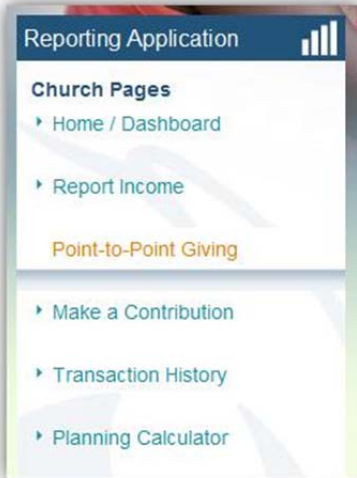 Reporting Application
Church Pages
Home / Dashboard
Report Income
Point-to-Point Giving
Make a Contribution
Transaction History
Planning Calculator